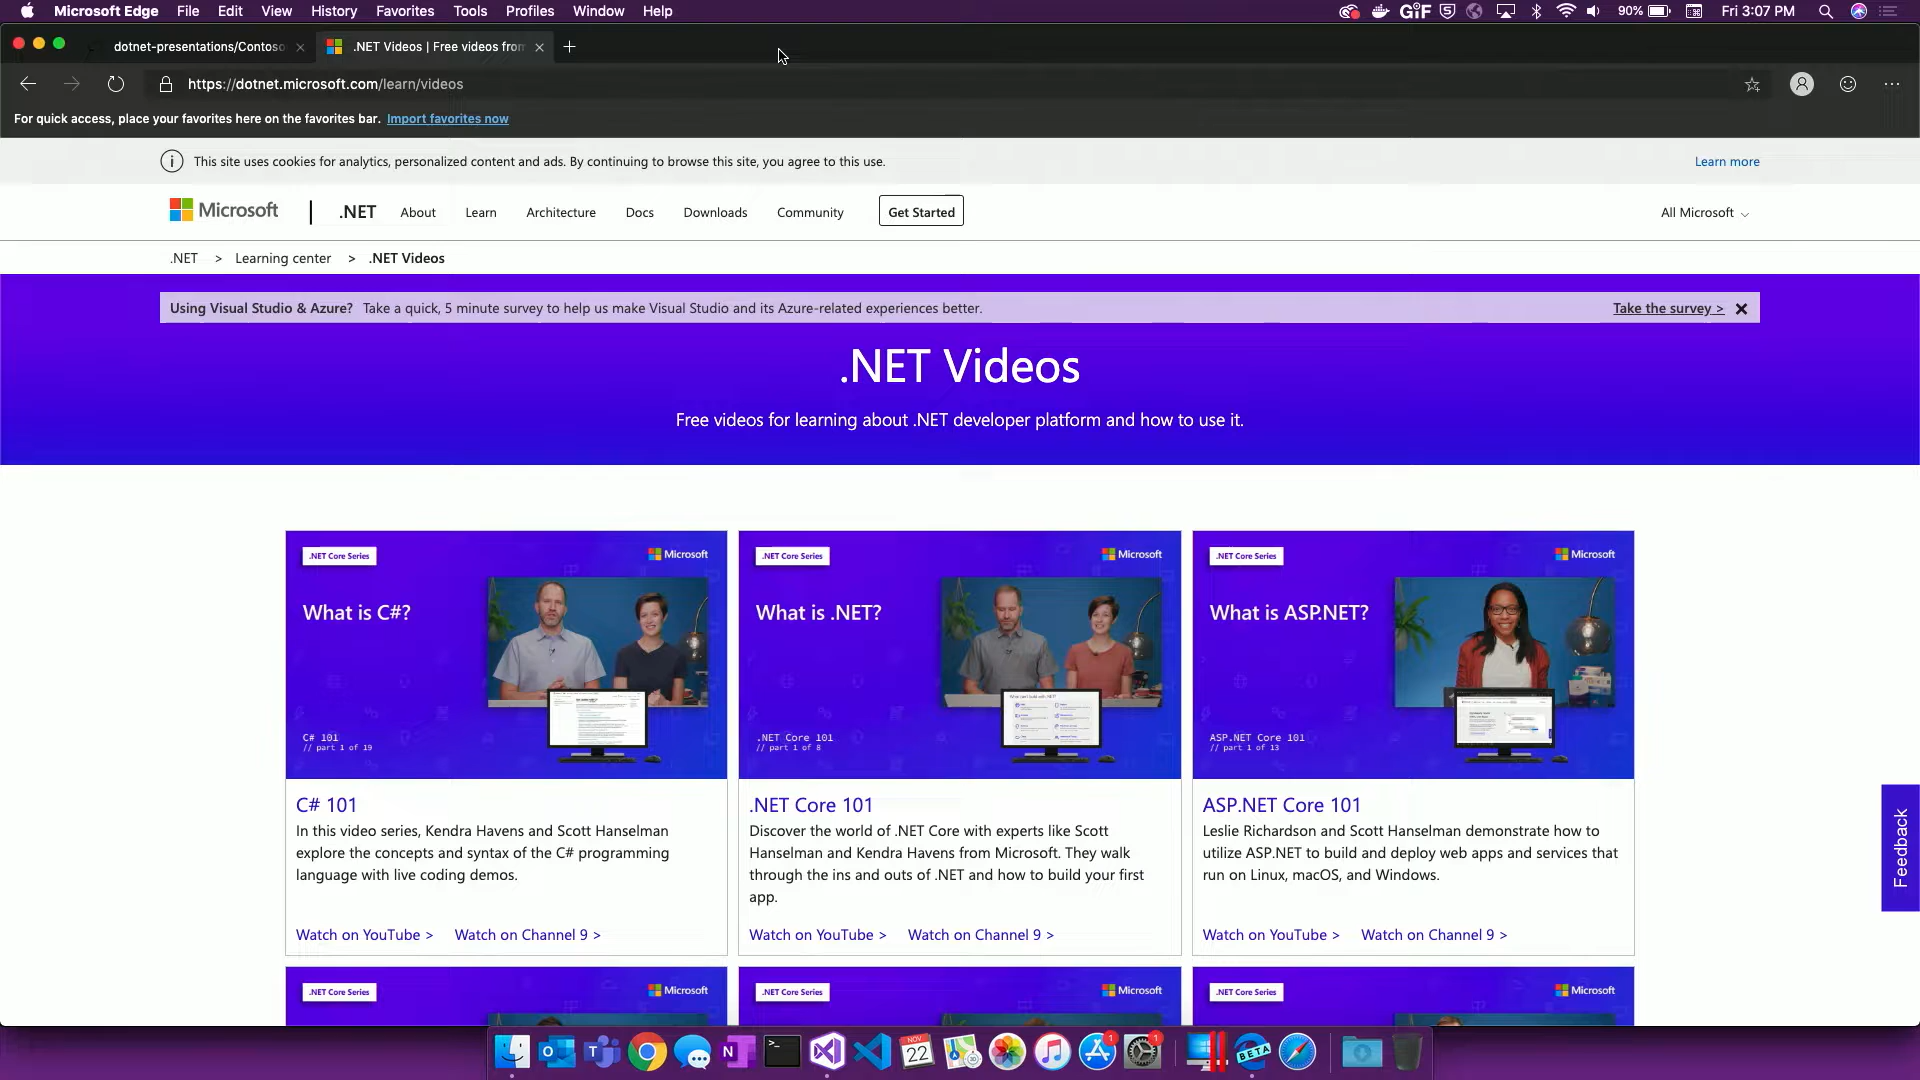 Microsoft Edge File Edit View History Favorites Tools Profiles Window Help GIF 90% Fri 3:07 PM
dotnet-presentations/Contoso .NET Videos | Free videos from
https://dotnet.microsoft.com/learn/videos
For quick access, place your favorites here on the favorites bar. Import favorites now
This site uses cookies for analytics, personalized content and ads. By continuing to browse this site, you agree to this use. Learn more
Microsoft | .NET About Learn Architecture Docs Downloads Community Get Started All Microsoft
.NET > Learning center > .NET Videos
Using Visual Studio & Azure? Take a quick, 5 minute survey to help us make Visual Studio and its Azure-related experiences better. Take the survey >
.NET Videos
Free videos for learning about .NET developer platform and how to use it.
.NET Core Series Microsoft
What is C#?
C# 101
// part 1 of 19
C# 101
In this video series, Kendra Havens and Scott Hanselman
explore the concepts and syntax of the C# programming
language with live coding demos.
Watch on YouTube > Watch on Channel 9 >
.NET Core Series Microsoft
What is .NET?
.NET Core 101
// part 1 of 8
.NET Core 101
Discover the world of .NET Core with experts like Scott
Hanselman and Kendra Havens from Microsoft. They walk
through the ins and outs of .NET and how to build your first
app.
Watch on YouTube > Watch on Channel 9 >
.NET Core Series Microsoft
What is ASP.NET?
ASP.NET Core 101
// part 1 of 13
ASP.NET Core 101
Leslie Richardson and Scott Hanselman demonstrate how to
utilize ASP.NET to build and deploy web apps and services that
run on Linux, macOS, and Windows.
Watch on YouTube > Watch on Channel 9 >
Feedback
.NET Core Series Microsoft
.NET Core Series Microsoft
.NET Core Series Microsoft
NOV
22
1
1
BETA